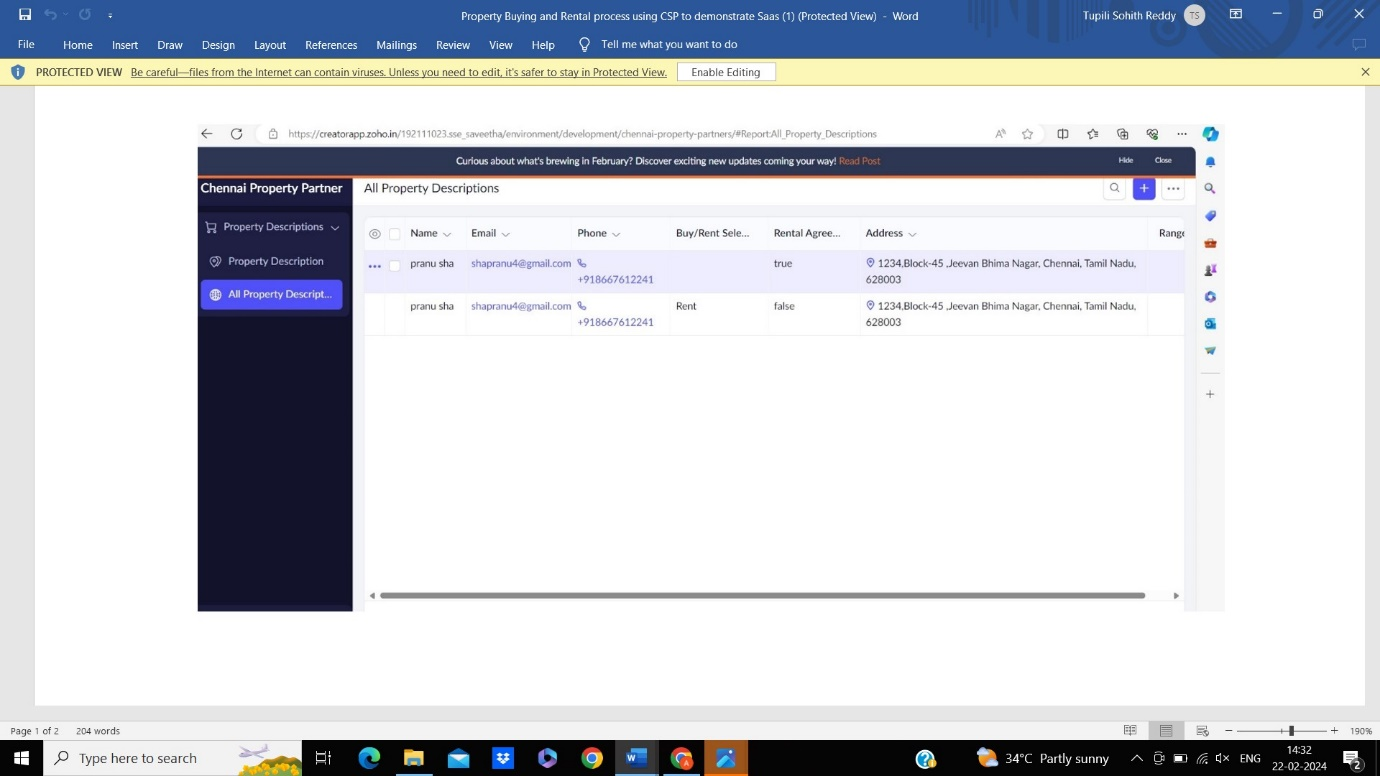 Property Buying and Rental process using CSP to demonstrate Saas (1) (Protected View) - Word
Tupili Sohith Reddy TS
File Home Insert Draw Design Layout References Mailings Review View Help Tell me what you want to do
PROTECTED VIEW Be careful—files from the Internet can contain viruses. Unless you need to edit, it's safer to stay in Protected View. Enable Editing
https://creatorapp.zoho.in/192111023.sse_saveetha/environment/development/chennai-property-partners/#Report:All_Property_Descriptions
Curious about what's brewing in February? Discover exciting new updates coming your way! Read Post Hide Close
Chennai Property Partner
All Property Descriptions
Property Descriptions
Property Description
All Property Descript...
Name Email Phone Buy/Rent Sele... Rental Agree... Address Range
pranu sha shapranu4@gmail.com true 1234,Block-45 ,Jeevan Bhima Nagar, Chennai, Tamil Nadu,
+918667612241 628003
pranu sha shapranu4@gmail.com Rent false 1234,Block-45 ,Jeevan Bhima Nagar, Chennai, Tamil Nadu,
+918667612241 628003
Page 1 of 2 204 words 190%
Type here to search
34°C Partly sunny ENG
14:32
22-02-2024
2